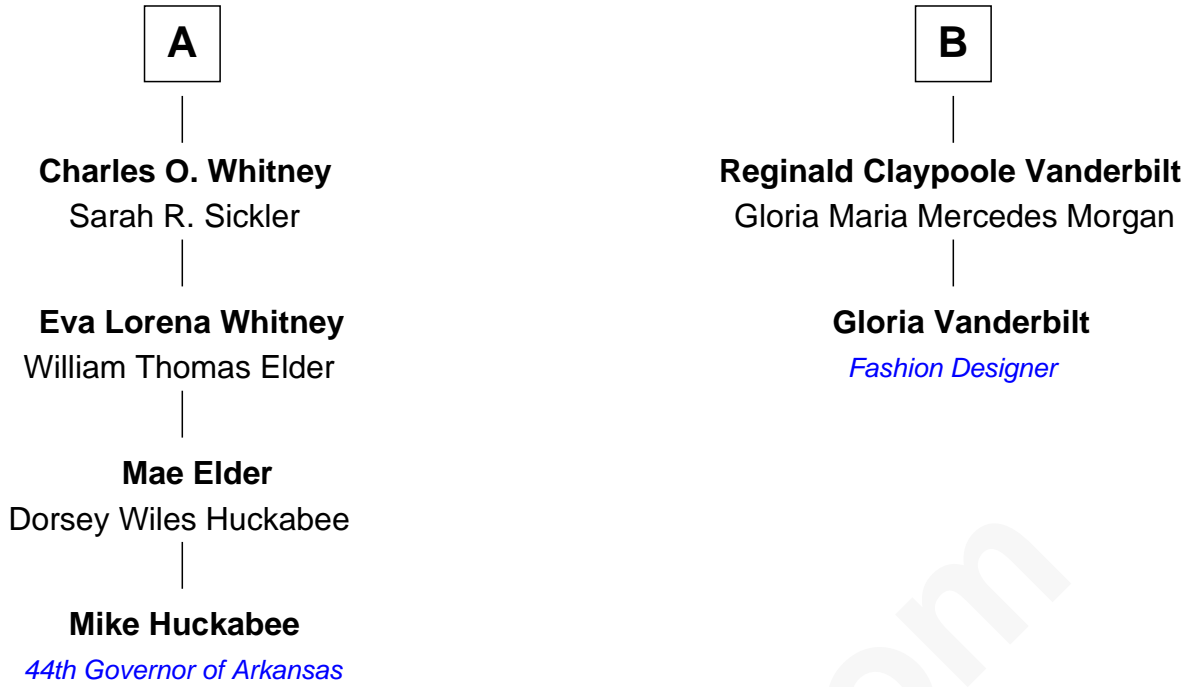 A
Charles O. Whitney
Sarah R. Sickler
Eva Lorena Whitney
William Thomas Elder
Mae Elder
Dorsey Wiles Huckabee
Mike Huckabee
44th Governor of Arkansas
B
Reginald Claypoole Vanderbilt
Gloria Maria Mercedes Morgan
Gloria Vanderbilt
Fashion Designer
om